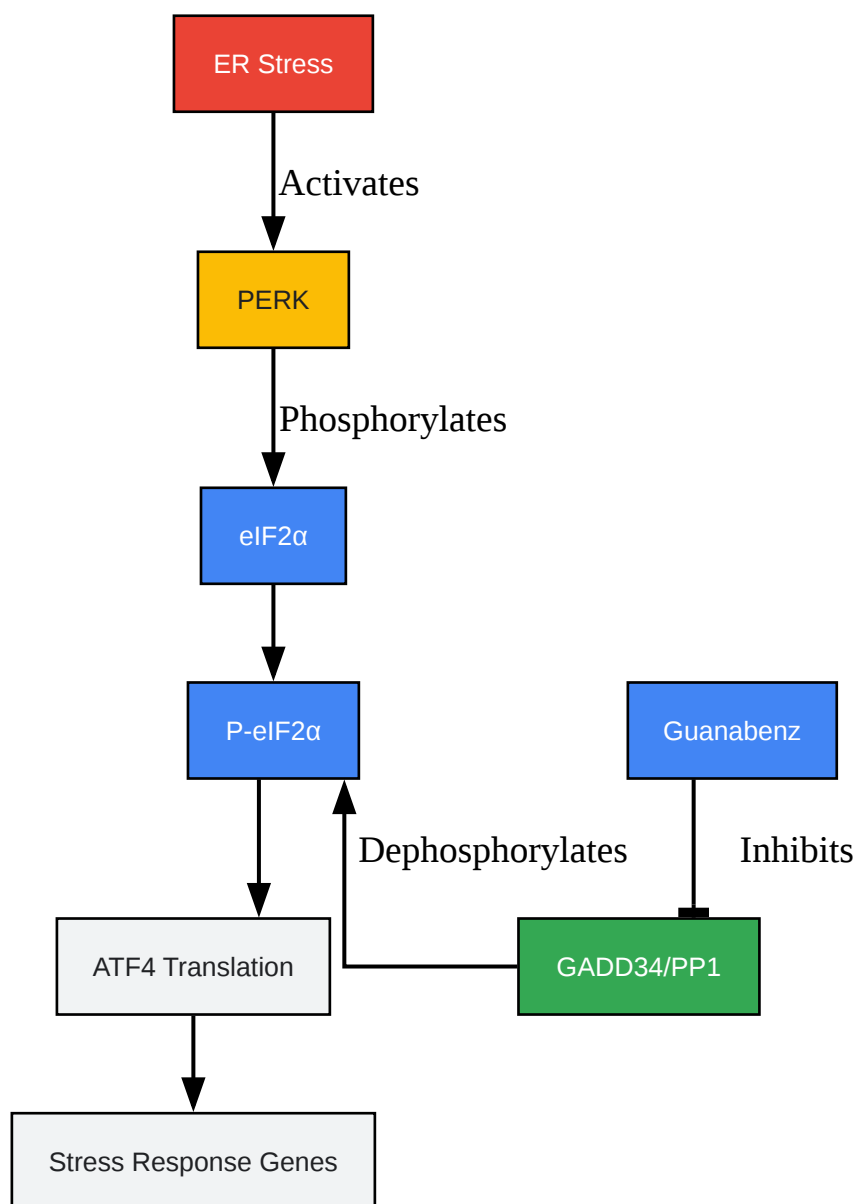 ER Stress
Activates
PERK
Phosphorylates
eIF2α
P-eIF2α
Guanabenz
Dephosphorylates
Inhibits
ATF4 Translation
GADD34/PP1
Stress Response Genes